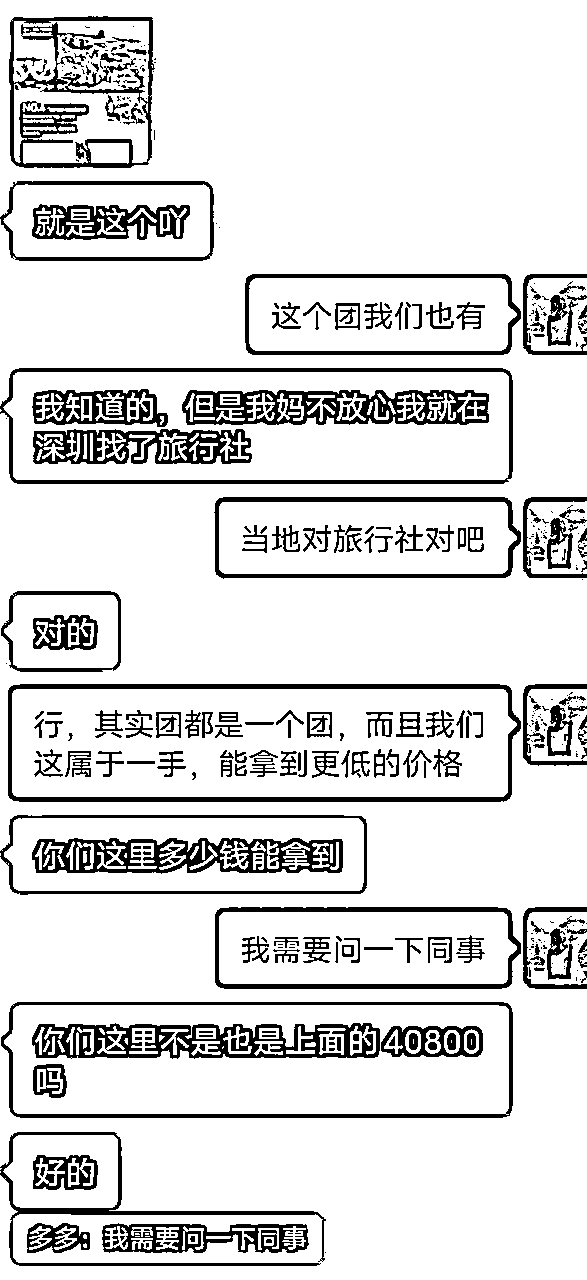 就是这个吖
这个团我们也有
我知道的，但是我妈不放心我就在
深圳找了旅行社
当地对旅行社对吧
对的
行，其实团都是一个团，而且我们
这属于一手，能拿到更低的价格
你们这里多少钱能拿到
我需要问一下同事
你们这里不是也是上面的40800
吗
好的
多多：我需要问一下同事